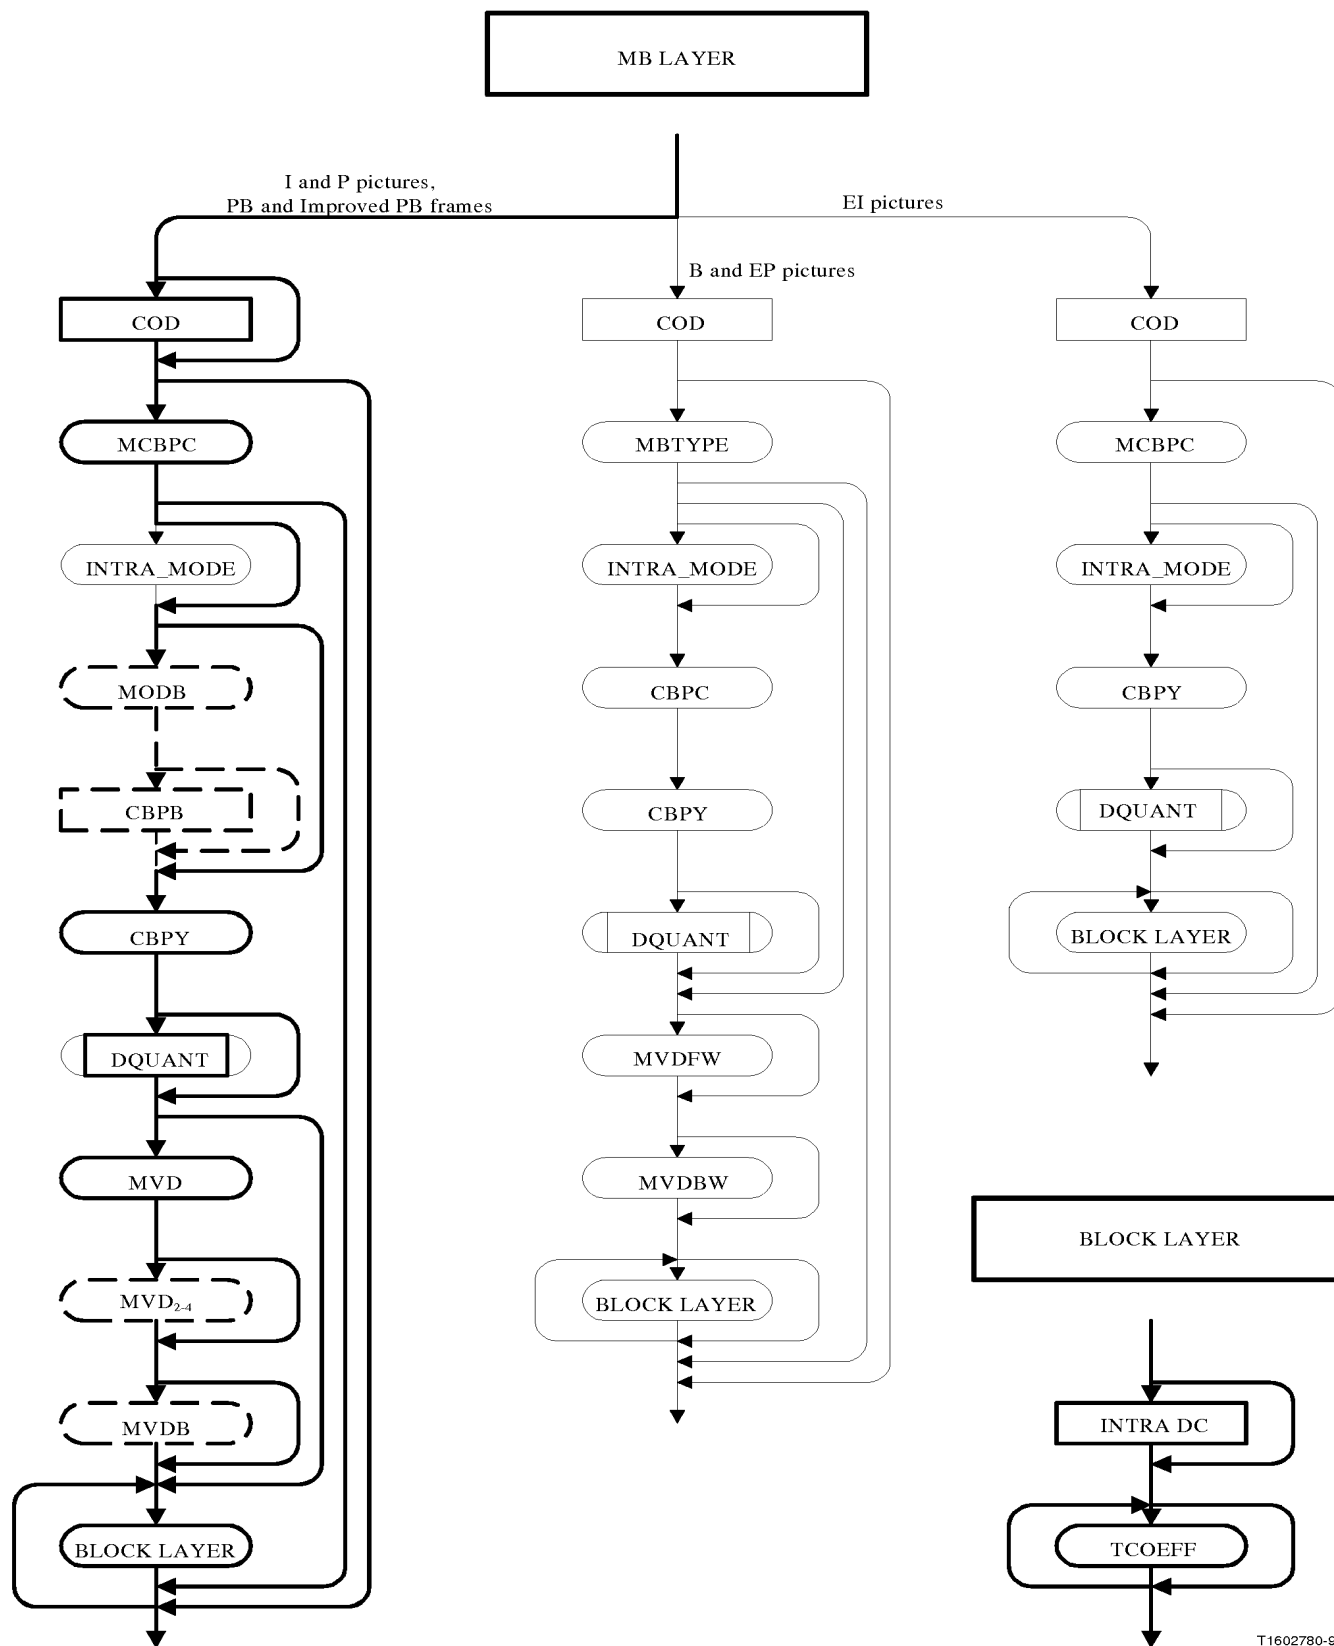 MB LAYER
I and P pictures,
PB and Improved PB frames
EI pictures
B and EP pictures
COD
MCBPC
INTRA_MODE
MODB
CBPB
CBPY
DQUANT
MVD
MVD2-4
MVDB
BLOCK LAYER
COD
MBTYPE
INTRA_MODE
CBPC
CBPY
DQUANT
MVDFW
MVDBW
BLOCK LAYER
COD
MCBPC
INTRA_MODE
CBPY
DQUANT
BLOCK LAYER
BLOCK LAYER
INTRA DC
TCOEFF
T1602780-9